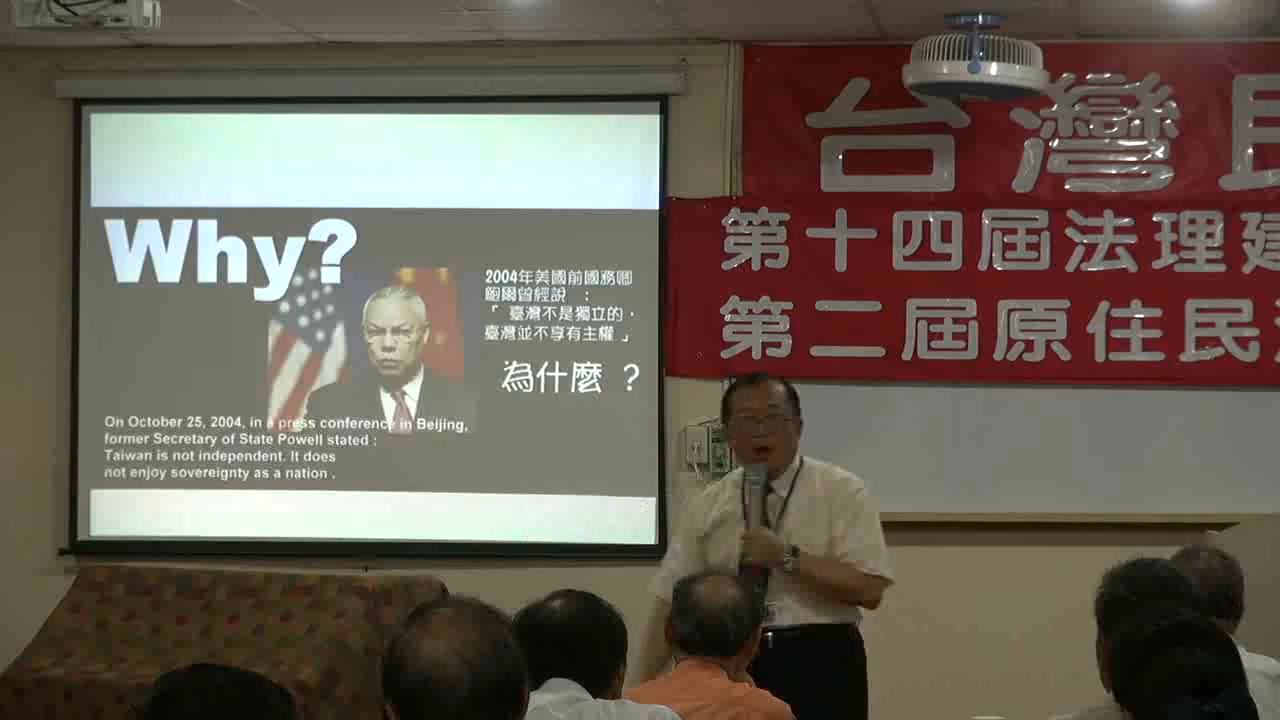 Why?
2004年美國前國務卿
鮑爾曾經說 ：
「 臺灣不是獨立的，
臺灣並不享有主權 」
為什麼 ？
On October 25, 2004, in a press conference in Beijing,
former Secretary of State Powell stated :
Taiwan is not independent. It does
not enjoy sovereignty as a nation .
台灣民
第十四屆法理建
第二屆原住民